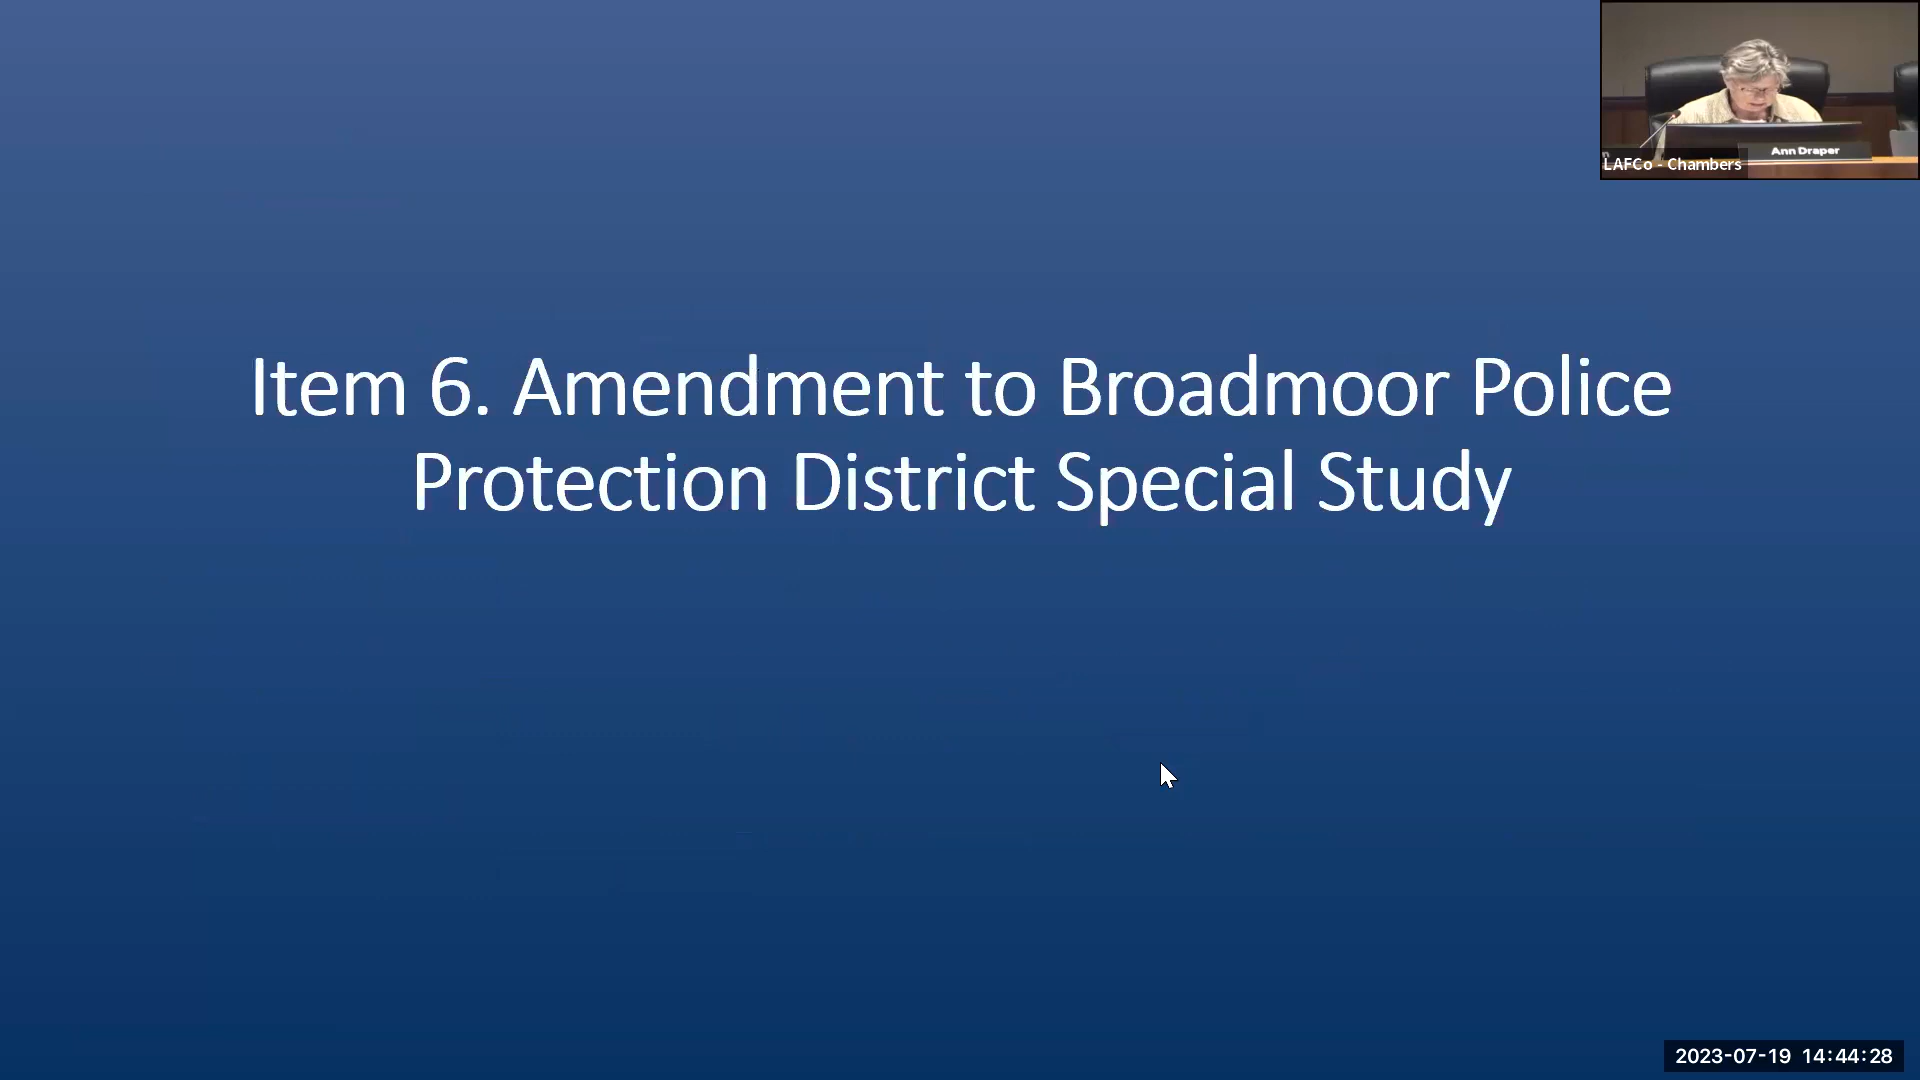 Ann Draper
LAFCo - Chambers
Item 6. Amendment to Broadmoor Police
Protection District Special Study
2023-07-19 14:44:28